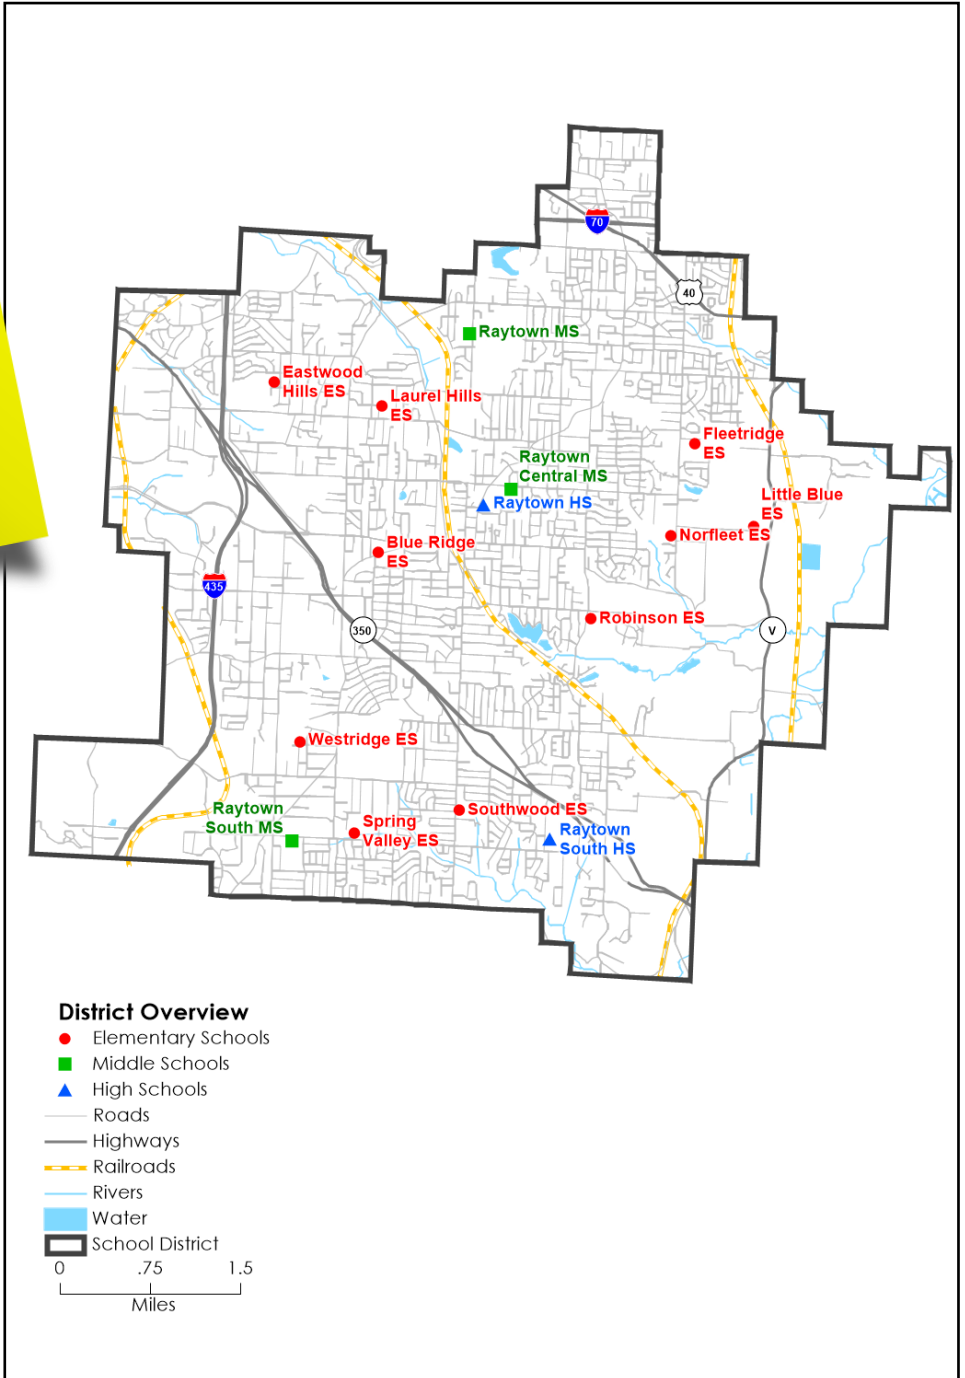 70
40
Raytown MS
Eastwood
Hills ES
Laurel Hills
ES
Fleetridge
ES
Raytown
Central MS
Raytown HS
Little Blue
ES
Norfleet ES
Blue Ridge
ES
435
Robinson ES
350
V
Westridge ES
Raytown
South MS
Spring
Valley ES
Southwood ES
Raytown
South HS
District Overview
Elementary Schools
Middle Schools
High Schools
Roads
Highways
Railroads
Rivers
Water
School District
0 .75 1.5
Miles